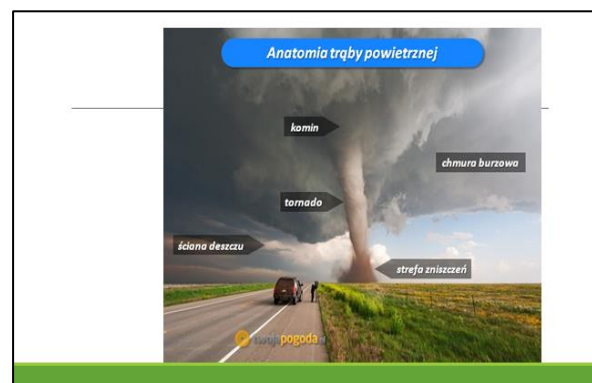 Anatomia trąby powietrznej
komin
chmura burzowa
tornado
ściana deszczu
strefa zniszczeń
twojapogoda